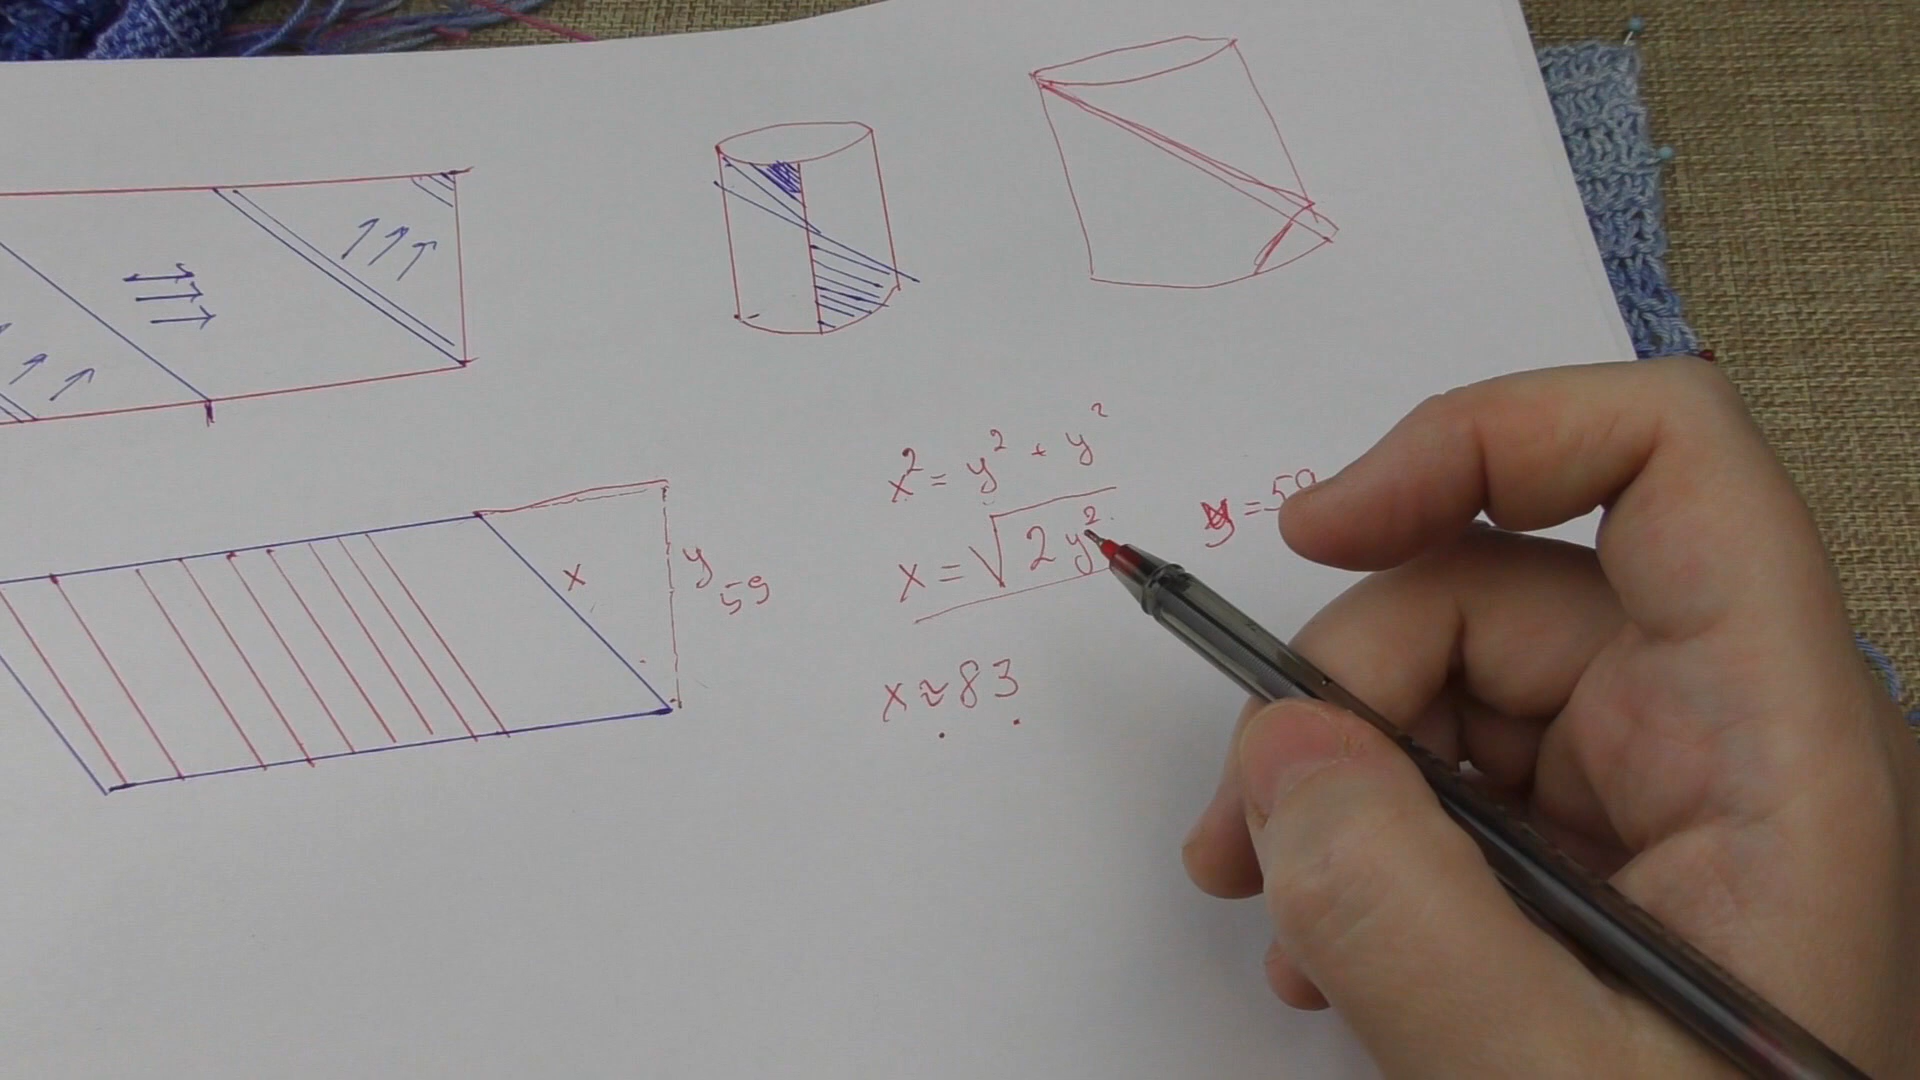 x² = y² + y²
x = √2y²
y = 59
x
y
59
x ≈ 83